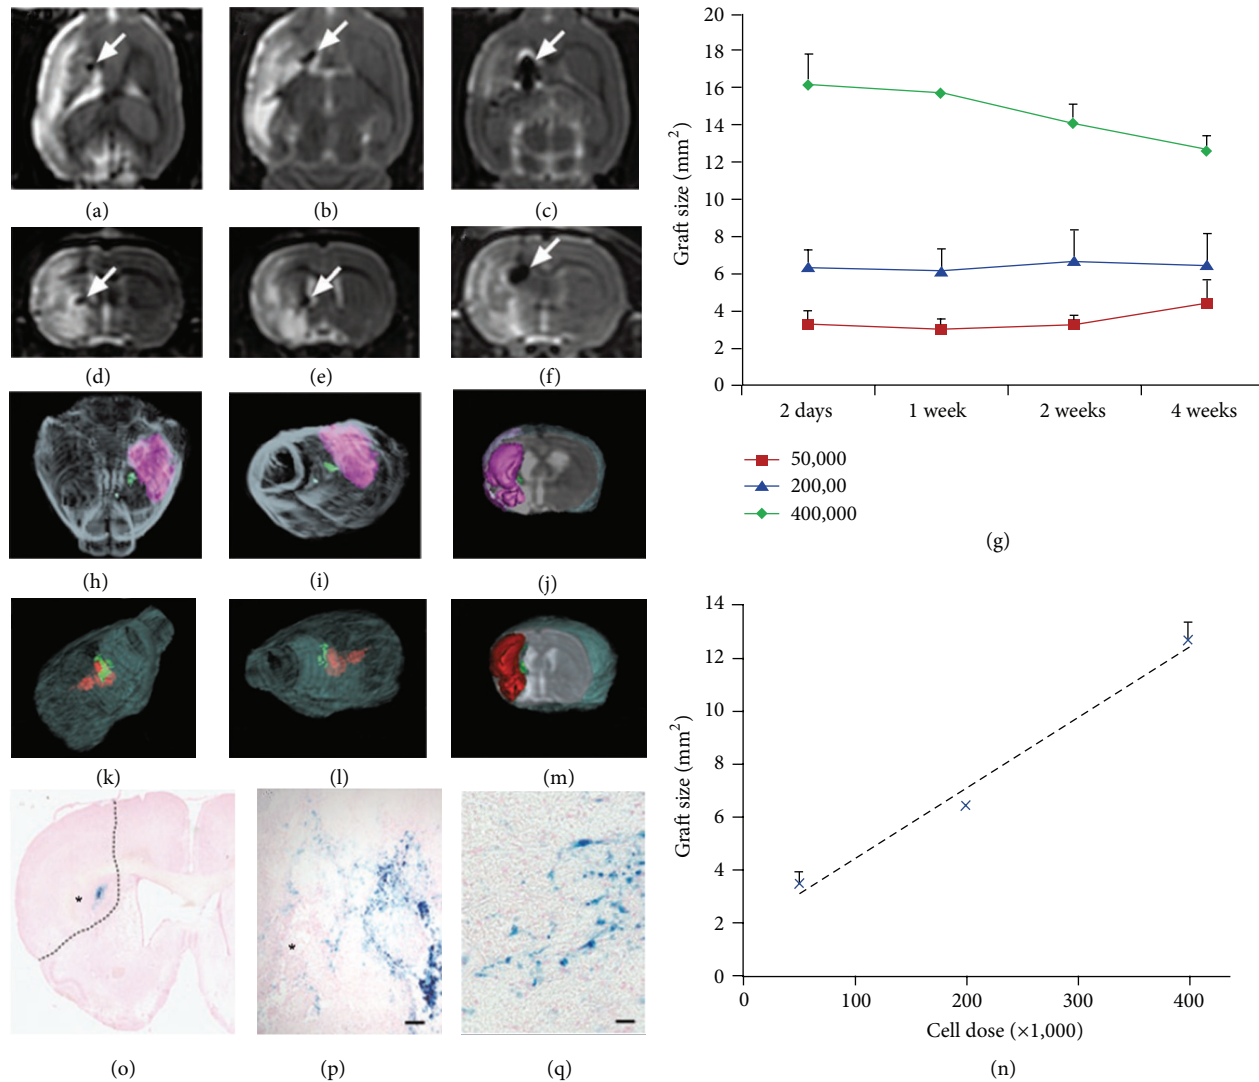 (a)
(b)
(c)
(d)
(e)
(f)
(h)
(i)
(j)
(k)
(l)
(m)
*
*
(o)
(p)
(q)
Graft size (mm²)
20
18
16
14
12
8
6
4
2
0
2 days
1 week
2 weeks
4 weeks
50,000
200,00
400,000
(g)
Graft size (mm²)
14
12
10
8
6
4
2
0
0
100
200
300
400
Cell dose (×1,000)
(n)